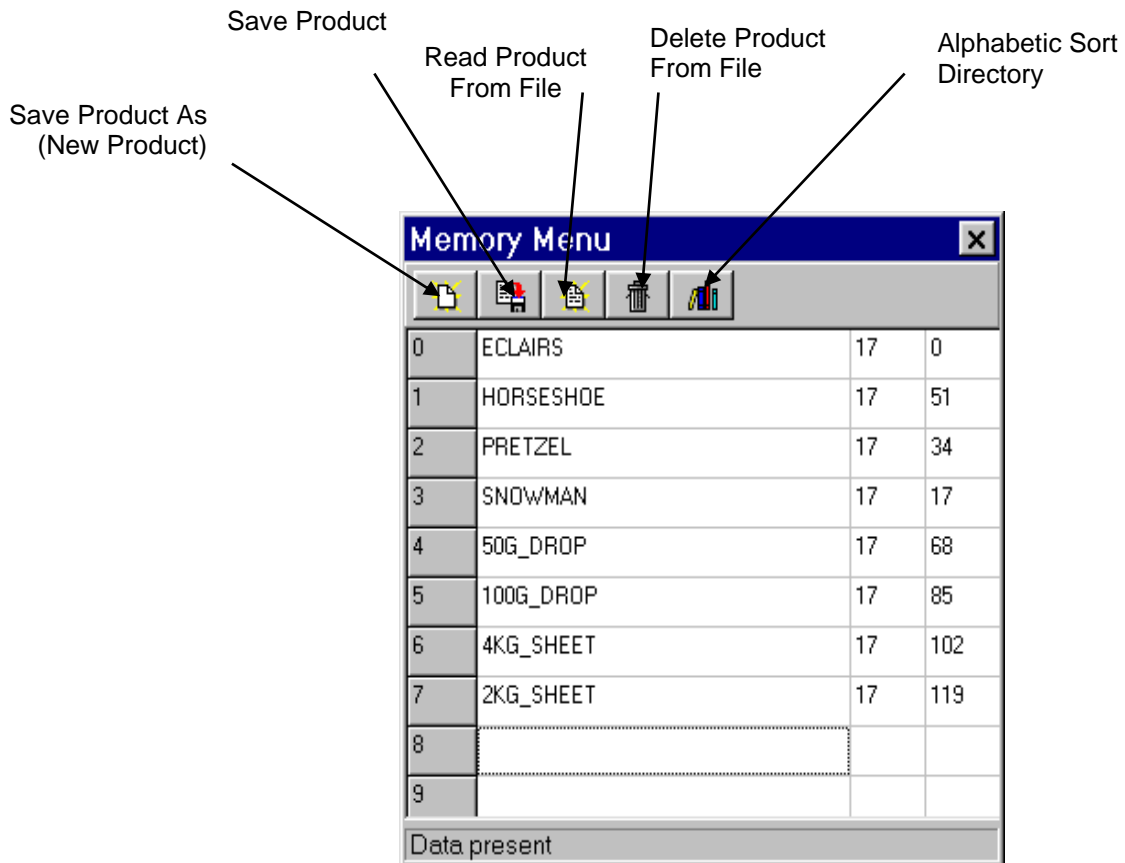 Save Product
Read Product
From File
Delete Product
From File
Alphabetic Sort
Directory
Save Product As
(New Product)
Memory Menu
0 ECLAIRS 17 0
1 HORSESHOE 17 51
2 PRETZEL 17 34
3 SNOWMAN 17 17
4 50G_DROP 17 68
5 100G_DROP 17 85
6 4KG_SHEET 17 102
7 2KG_SHEET 17 119
8
9
Data present